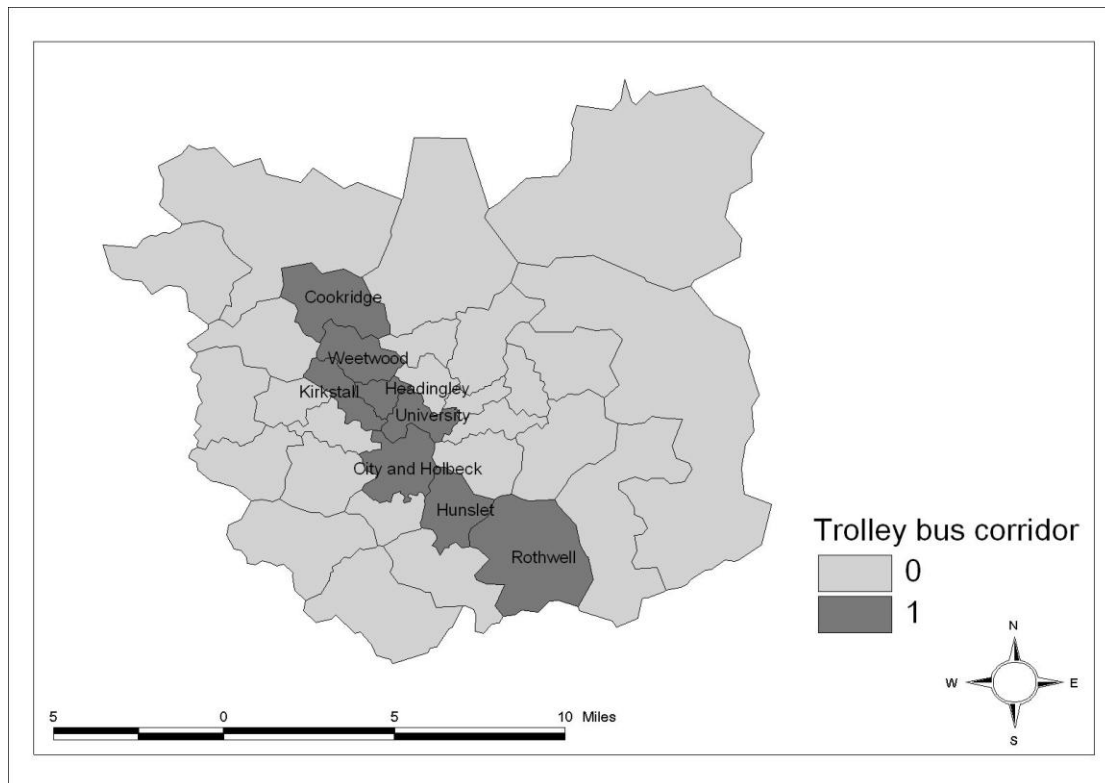 Cookridge
Weetwood
Kirkstall Headingley
University
City and Holbeck
Hunslet
Rothwell
Trolley bus corridor
0
1
N
W E
S
5 0 5 10 Miles